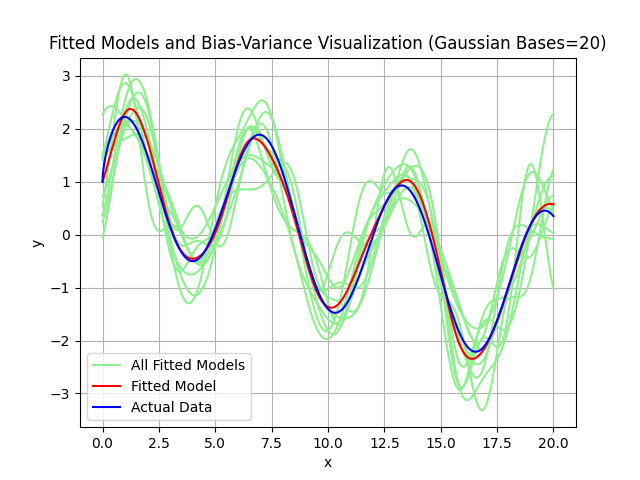 Fitted Models and Bias-Variance Visualization (Gaussian Bases=20)
3
2
1
0
−1
−2
−3
y
All Fitted Models
Fitted Model
Actual Data
0.0 2.5 5.0 7.5 10.0 12.5 15.0 17.5 20.0
x